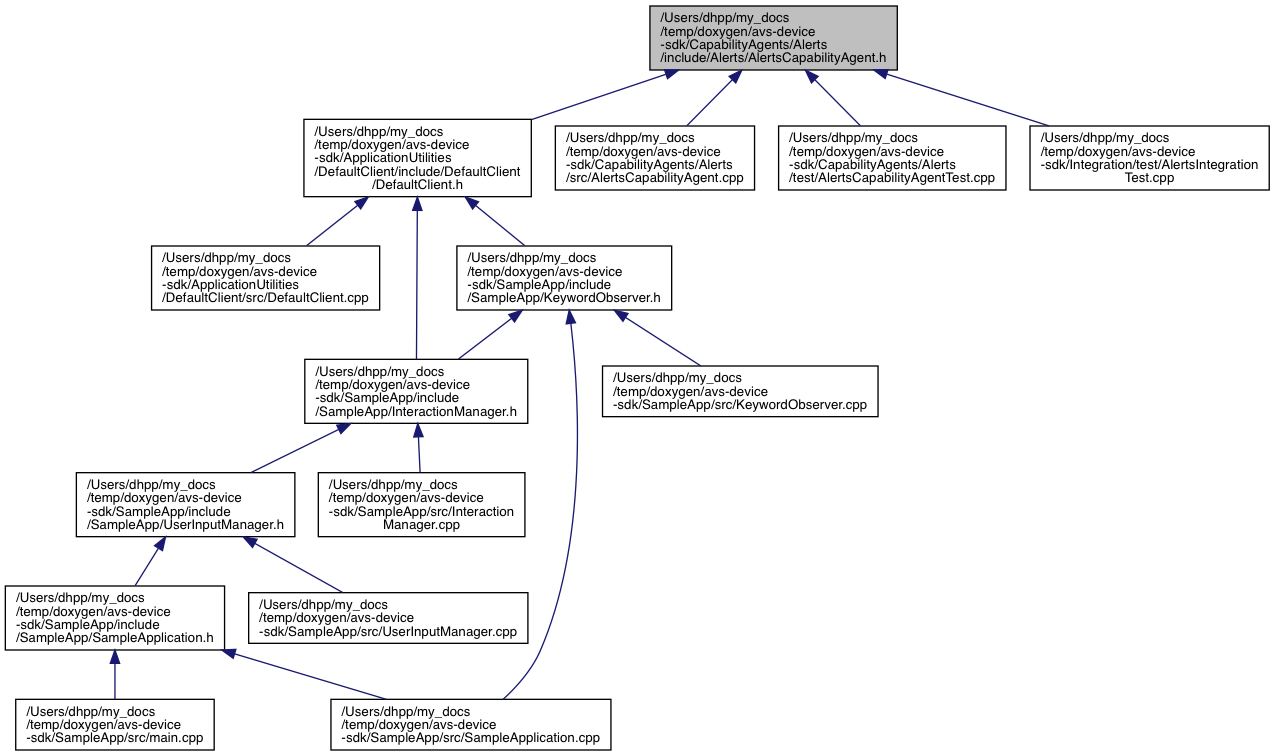 /Users/dhpp/my_docs
/temp/doxygen/avs-device
-sdk/CapabilityAgents/Alerts
/include/Alerts/AlertsCapabilityAgent.h
/Users/dhpp/my_docs
/temp/doxygen/avs-device
-sdk/ApplicationUtilities
/DefaultClient/include/DefaultClient
/DefaultClient.h
/Users/dhpp/my_docs
/temp/doxygen/avs-device
-sdk/CapabilityAgents/Alerts
/src/AlertsCapabilityAgent.cpp
/Users/dhpp/my_docs
/temp/doxygen/avs-device
-sdk/CapabilityAgents/Alerts
/test/AlertsCapabilityAgentTest.cpp
/Users/dhpp/my_docs
/temp/doxygen/avs-device
-sdk/Integration/test/AlertsIntegration
Test.cpp
/Users/dhpp/my_docs
/temp/doxygen/avs-device
-sdk/ApplicationUtilities
/DefaultClient/src/DefaultClient.cpp
/Users/dhpp/my_docs
/temp/doxygen/avs-device
-sdk/SampleApp/include
/SampleApp/KeywordObserver.h
/Users/dhpp/my_docs
/temp/doxygen/avs-device
-sdk/SampleApp/include
/SampleApp/InteractionManager.h
/Users/dhpp/my_docs
/temp/doxygen/avs-device
-sdk/SampleApp/src/KeywordObserver.cpp
/Users/dhpp/my_docs
/temp/doxygen/avs-device
-sdk/SampleApp/include
/SampleApp/UserInputManager.h
/Users/dhpp/my_docs
/temp/doxygen/avs-device
-sdk/SampleApp/src/Interaction
Manager.cpp
/Users/dhpp/my_docs
/temp/doxygen/avs-device
-sdk/SampleApp/include
/SampleApp/SampleApplication.h
/Users/dhpp/my_docs
/temp/doxygen/avs-device
-sdk/SampleApp/src/UserInputManager.cpp
/Users/dhpp/my_docs
/temp/doxygen/avs-device
-sdk/SampleApp/src/main.cpp
/Users/dhpp/my_docs
/temp/doxygen/avs-device
-sdk/SampleApp/src/SampleApplication.cpp